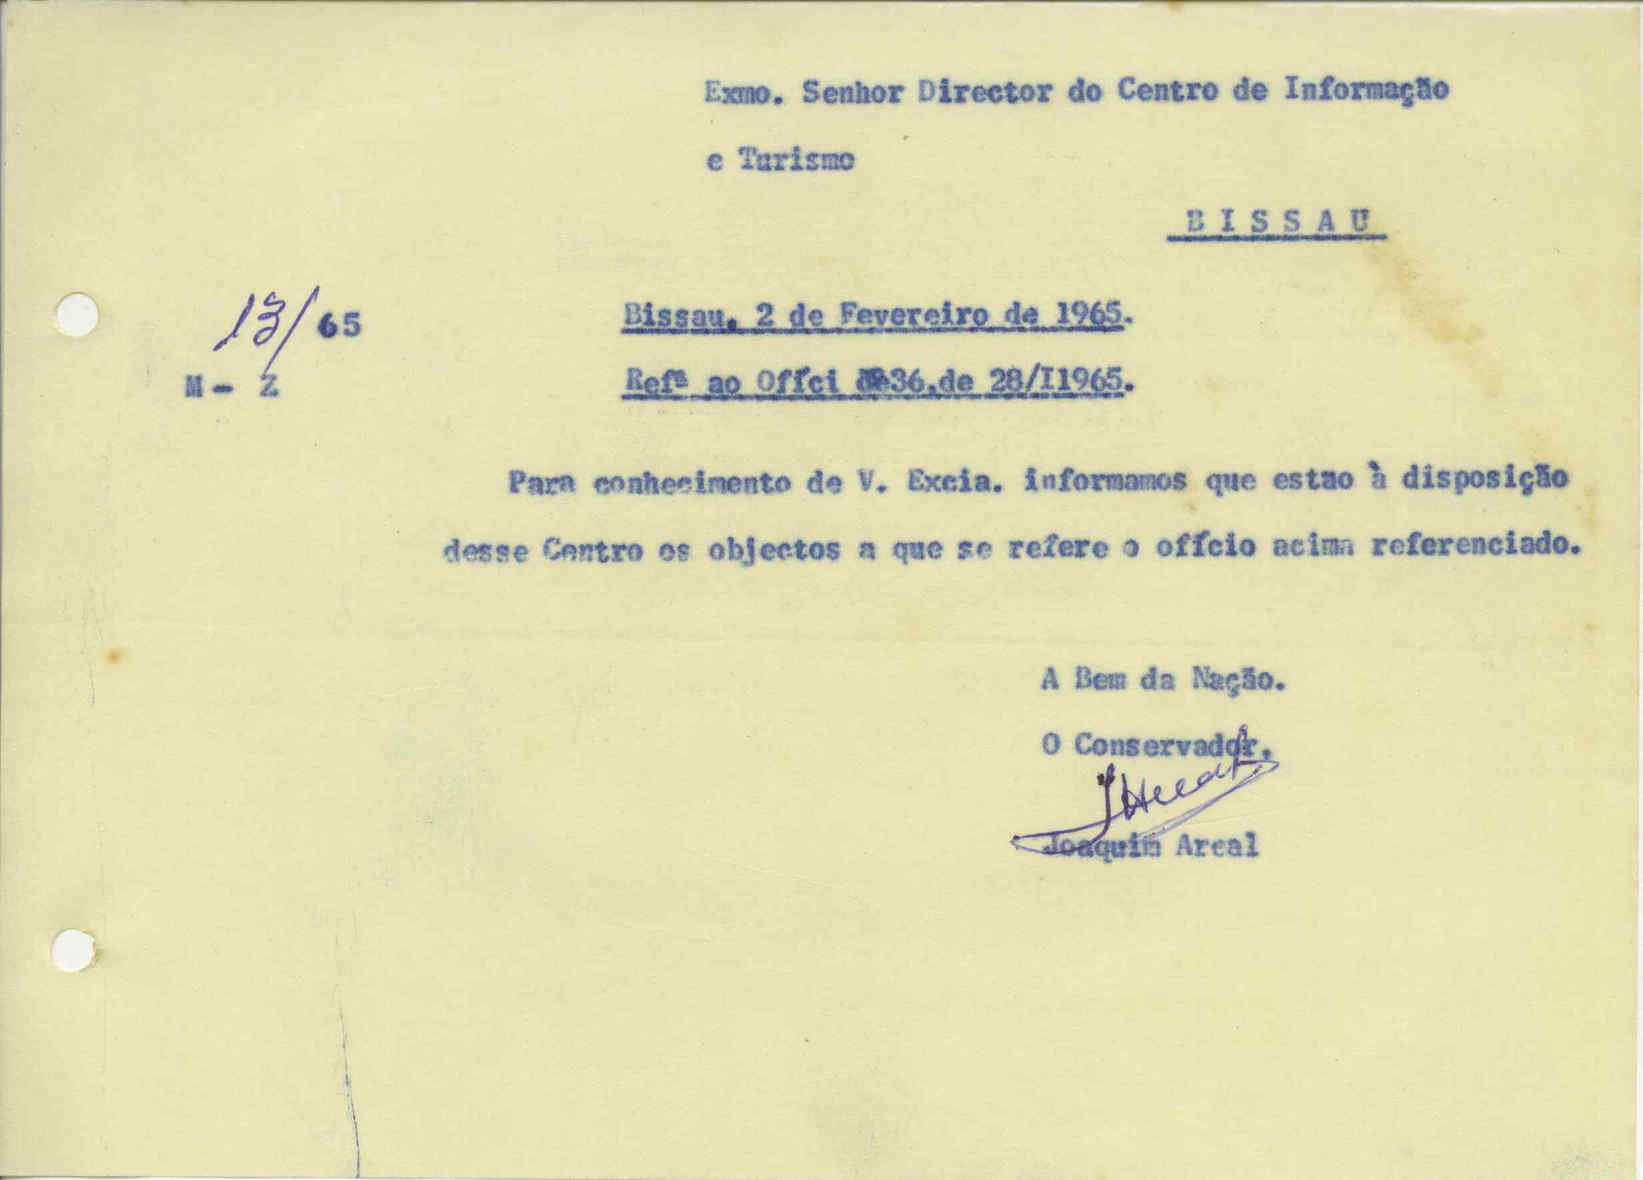 Exmo. Senhor Director do Centro de Informação
e Turismo
B I S S A U
13/65
M - Z
Bissau, 2 de Fevereiro de 1965.
Refª ao Offci 36,de 28/I1965.
Para conhecimento de V. Excia. informamos que estao à disposição
desse Centro os objectos a que se refere o offcio acima referenciado.
A Bem da Nação.
O Conservador,
Joaquim Areal